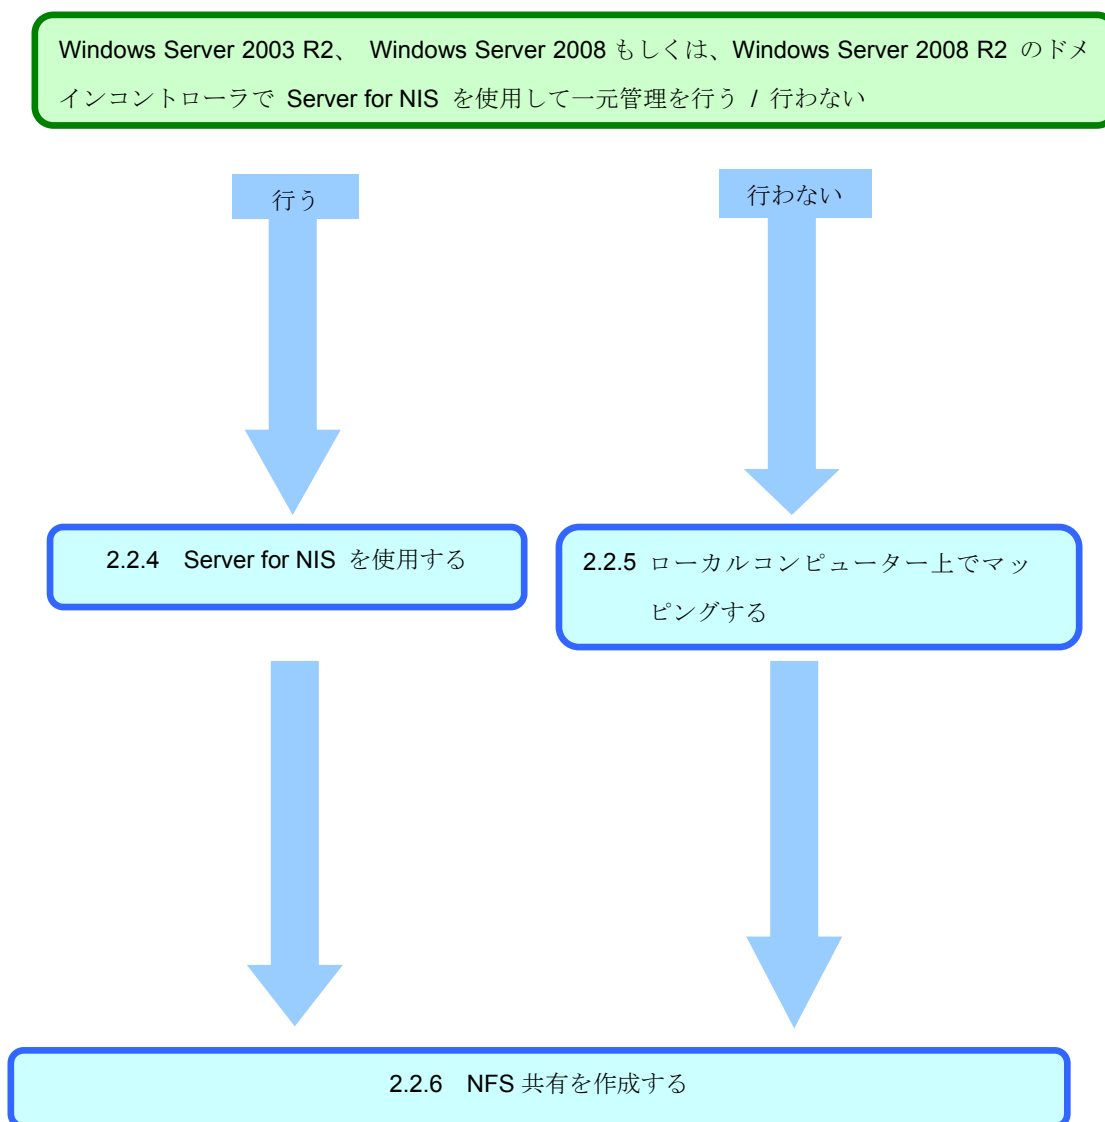 Windows Server 2003 R2、 Windows Server 2008 もしくは、Windows Server 2008 R2 のドメ
インコントローラで Server for NIS を使用して一元管理を行う / 行わない
行う
行わない
2.2.4 Server for NIS を使用する
2.2.5 ローカルコンピューター上でマッ
ピングする
2.2.6 NFS 共有を作成する